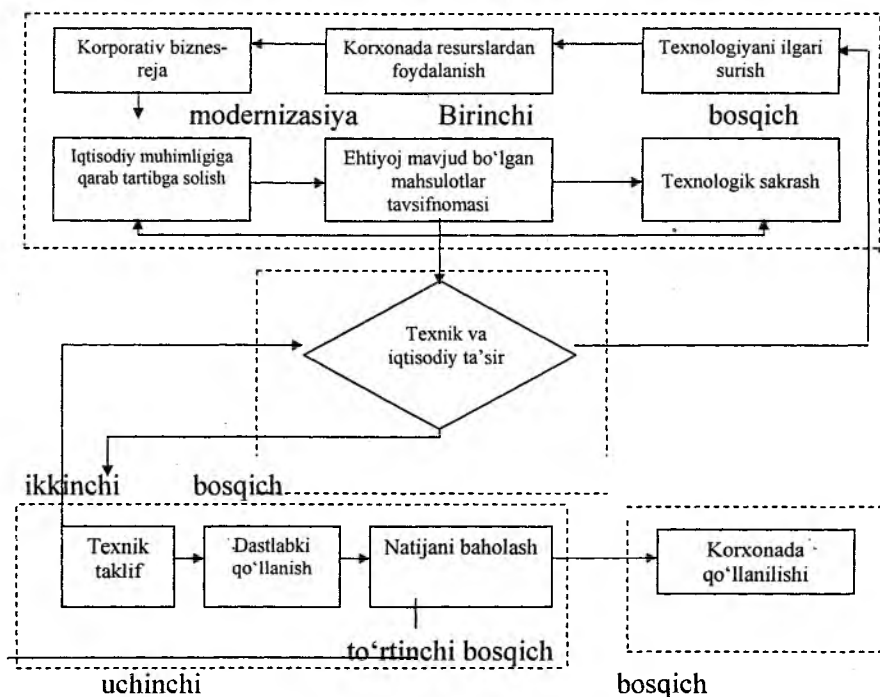 Korporativ biznes-
reja
Korxonada resurslardan
foydalanish
Texnologiyani ilgari
surish
modernizasiya Birinchi bosqich
Iqtisodiy muhimligiga
qarab tartibga solish
Ehtiyoj mavjud bo‘lgan
mahsulotlar
tavsifnomasi
Texnologik sakrash
Texnik va
iqtisodiy ta’sir
ikkinchi bosqich
Texnik
taklif
Dastlabki
qo‘llanish
Natijani baholash
Korxonada
qo‘llanilishi
to‘rtinchi bosqich
uchinchi bosqich